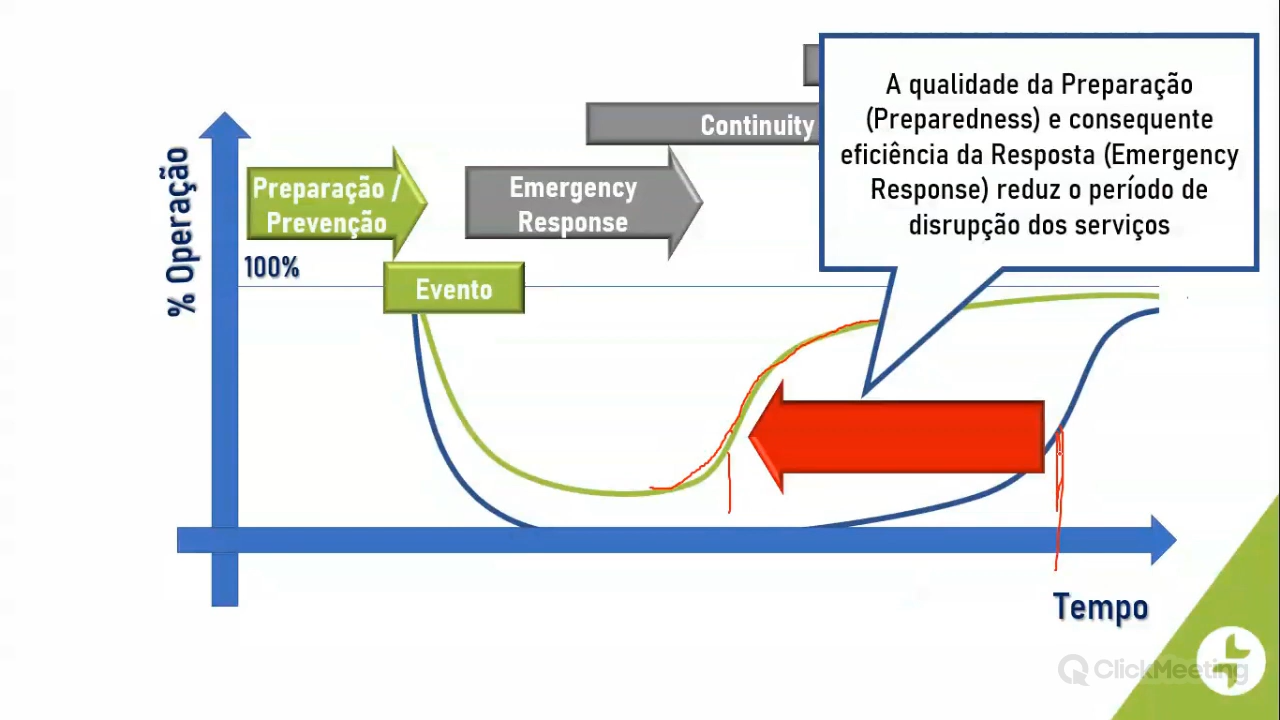 A qualidade da Preparação
(Preparedness) e consequente
eficiência da Resposta (Emergency
Response) reduz o período de
disrupção dos serviços
Continuity
Preparação /
Prevenção
Emergency
Response
% Operação
100%
Evento
Tempo
ClickMeeting